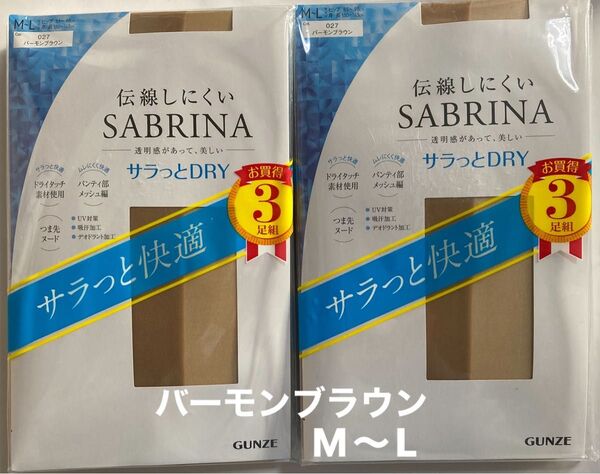 M-L
027
バーモンブラウン
伝線しにくい
SABRINA
透明感があって、美しい
サラっとDRY
サラっと快適
ドライタッチ
素材使用
ムレにくく快適
パンティ部
メッシュ編
つま先
ヌード
• UV対策
• 吸汗加工
• デオドラント加工
お買得
3
足組
サラっと快適
GUNZE
M-L
027
バーモンブラウン
伝線しにくい
SABRINA
透明感があって、美しい
サラっとDRY
サラっと快適
ドライタッチ
素材使用
ムレにくく快適
パンティ部
メッシュ編
つま先
ヌード
• UV対策
• 吸汗加工
• デオドラント加工
お買得
3
足組
サラっと快適
GUNZE
バーモンブラウン
M～L